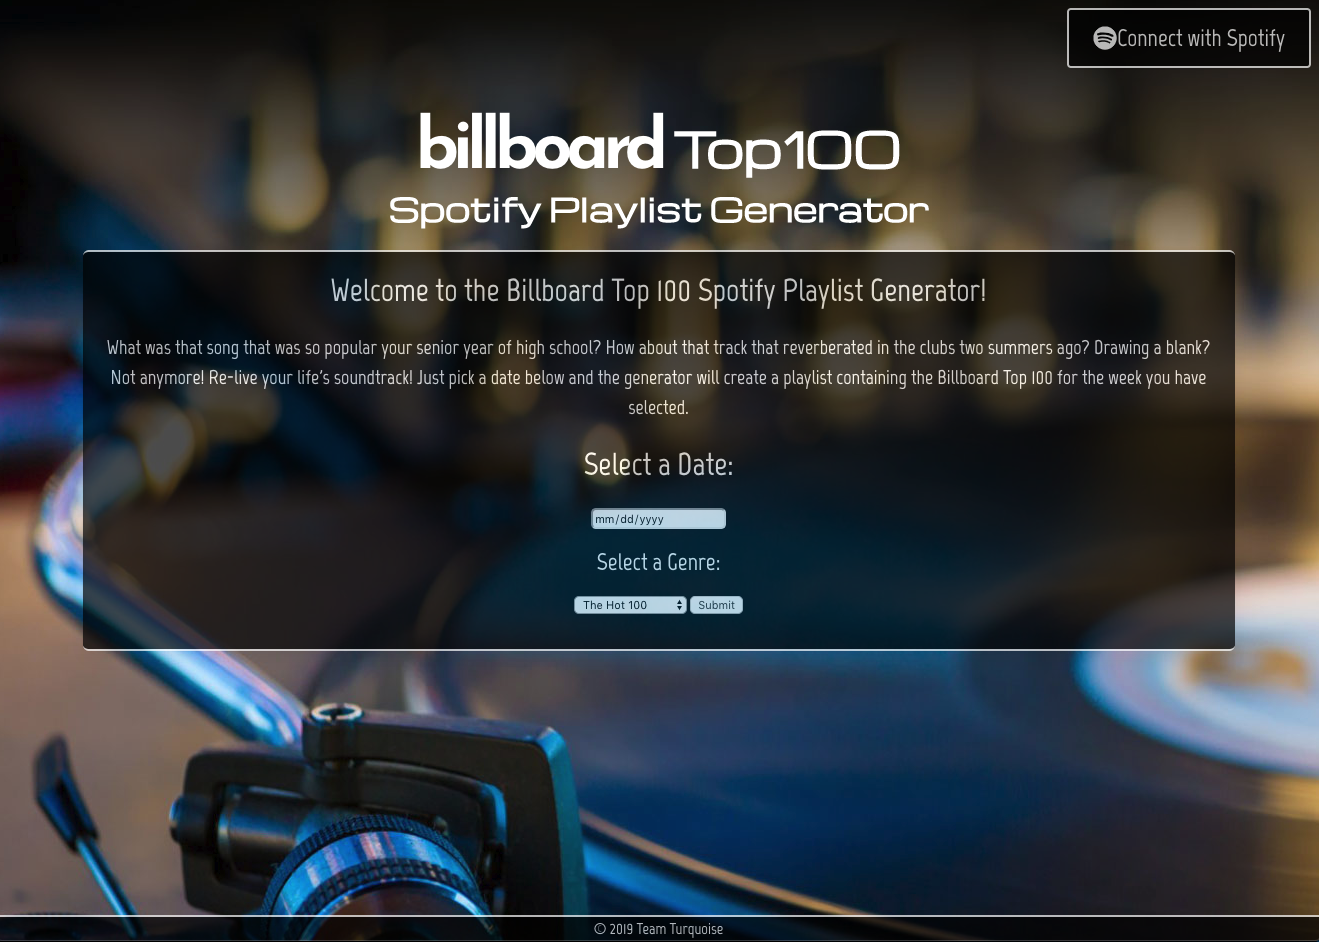 Connect with Spotify
billboard Top100
Spotify Playlist Generator
Welcome to the Billboard Top 100 Spotify Playlist Generator!
What was that song that was so popular your senior year of high school? How about that track that reverberated in the clubs two summers ago? Drawing a blank?
Not anymore! Re-live your life's soundtrack! Just pick a date below and the generator will create a playlist containing the Billboard Top 100 for the week you have
selected.
Select a Date:
mm/dd/yyyy
Select a Genre:
The Hot 100 Submit
© 2019 Team Turquoise